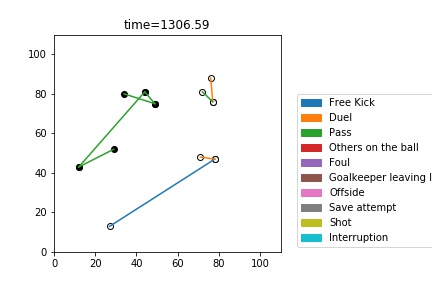 time=1306.59
100
80
60
40
20
0
0 20 40 60 80 100
Free Kick
Duel
Pass
Others on the ball
Foul
Goalkeeper leaving l
Offside
Save attempt
Shot
Interruption